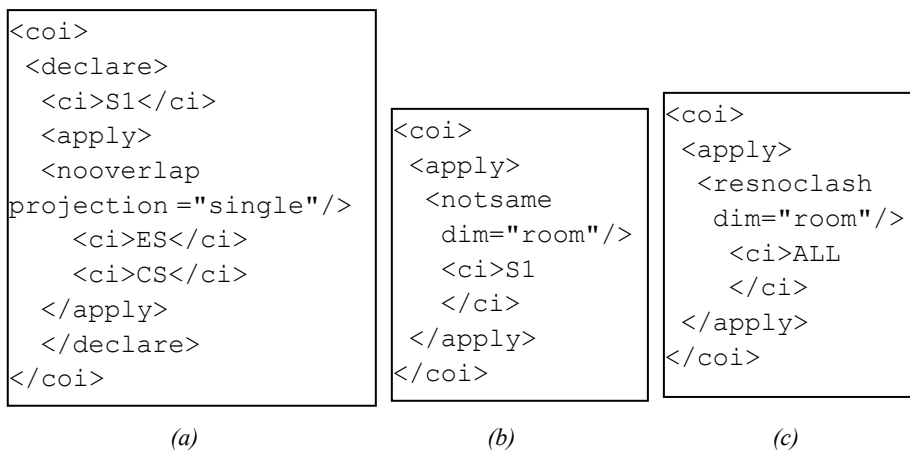 <coi>
<declare>
<ci>S1</ci>
<apply>
<nooverlap
projection ="single"/>
<ci>ES</ci>
<ci>CS</ci>
</apply>
</declare>
</coi>
(a)
<coi>
<apply>
<notsame
dim="room"/>
<ci>S1
</ci>
</apply>
</coi>
(b)
<coi>
<apply>
<resnoclash
dim="room"/>
<ci>ALL
</ci>
</apply>
</coi>
(c)